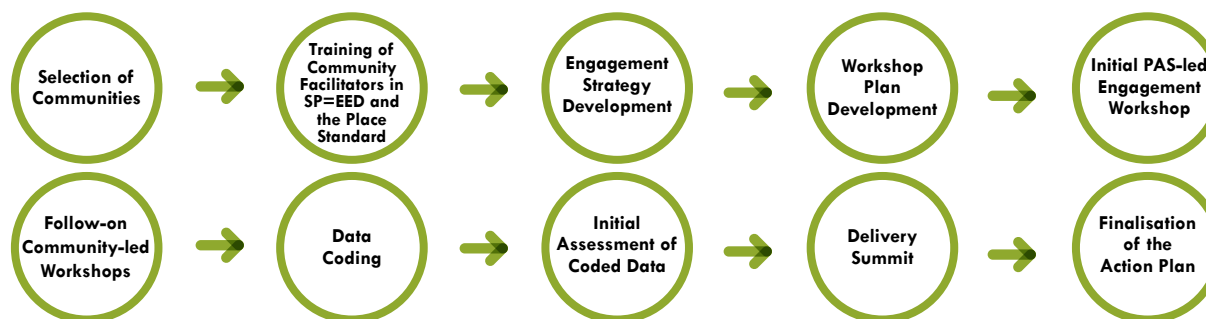 Selection of
Communities
Training of
Community
Facilitators in
SP=EED and
the Place
Standard
Engagement
Strategy
Development
Workshop
Plan
Development
Initial PAS-led
Engagement
Workshop
Follow-on
Community-led
Workshops
Data
Coding
Initial
Assessment of
Coded Data
Delivery
Summit
Finalisation
of the
Action Plan